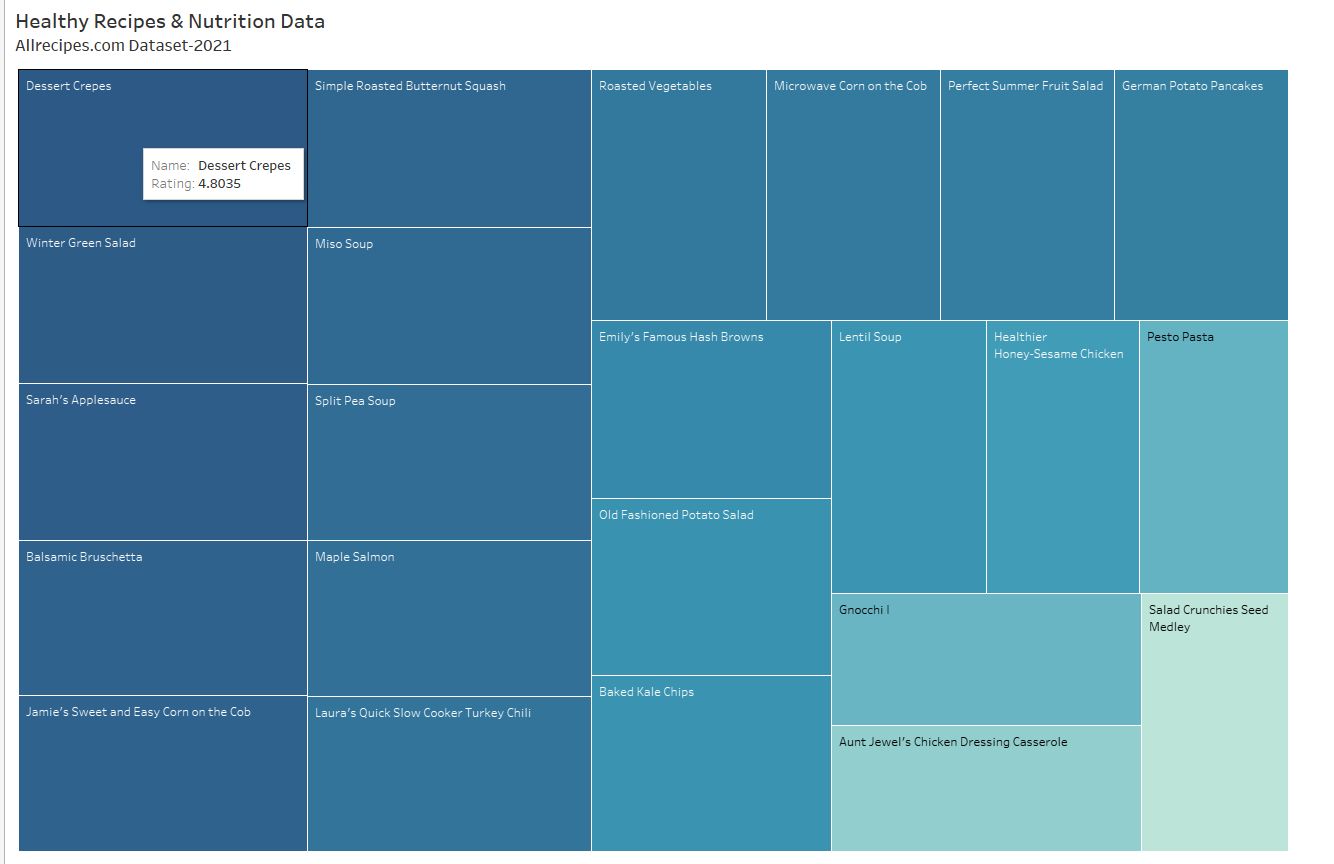 Healthy Recipes & Nutrition Data
Allrecipes.com Dataset-2021
Dessert Crepes
Name: Dessert Crepes
Rating: 4.8035
Winter Green Salad
Sarah's Applesauce
Balsamic Bruschetta
Jamie's Sweet and Easy Corn on the Cob
Simple Roasted Butternut Squash
Miso Soup
Split Pea Soup
Maple Salmon
Laura's Quick Slow Cooker Turkey Chili
Roasted Vegetables
Microwave Corn on the Cob
Perfect Summer Fruit Salad
German Potato Pancakes
Emily's Famous Hash Browns
Old Fashioned Potato Salad
Baked Kale Chips
Lentil Soup
Healthier
Honey-Sesame Chicken
Pesto Pasta
Gnocchi I
Aunt Jewel's Chicken Dressing Casserole
Salad Crunchies Seed
Medley